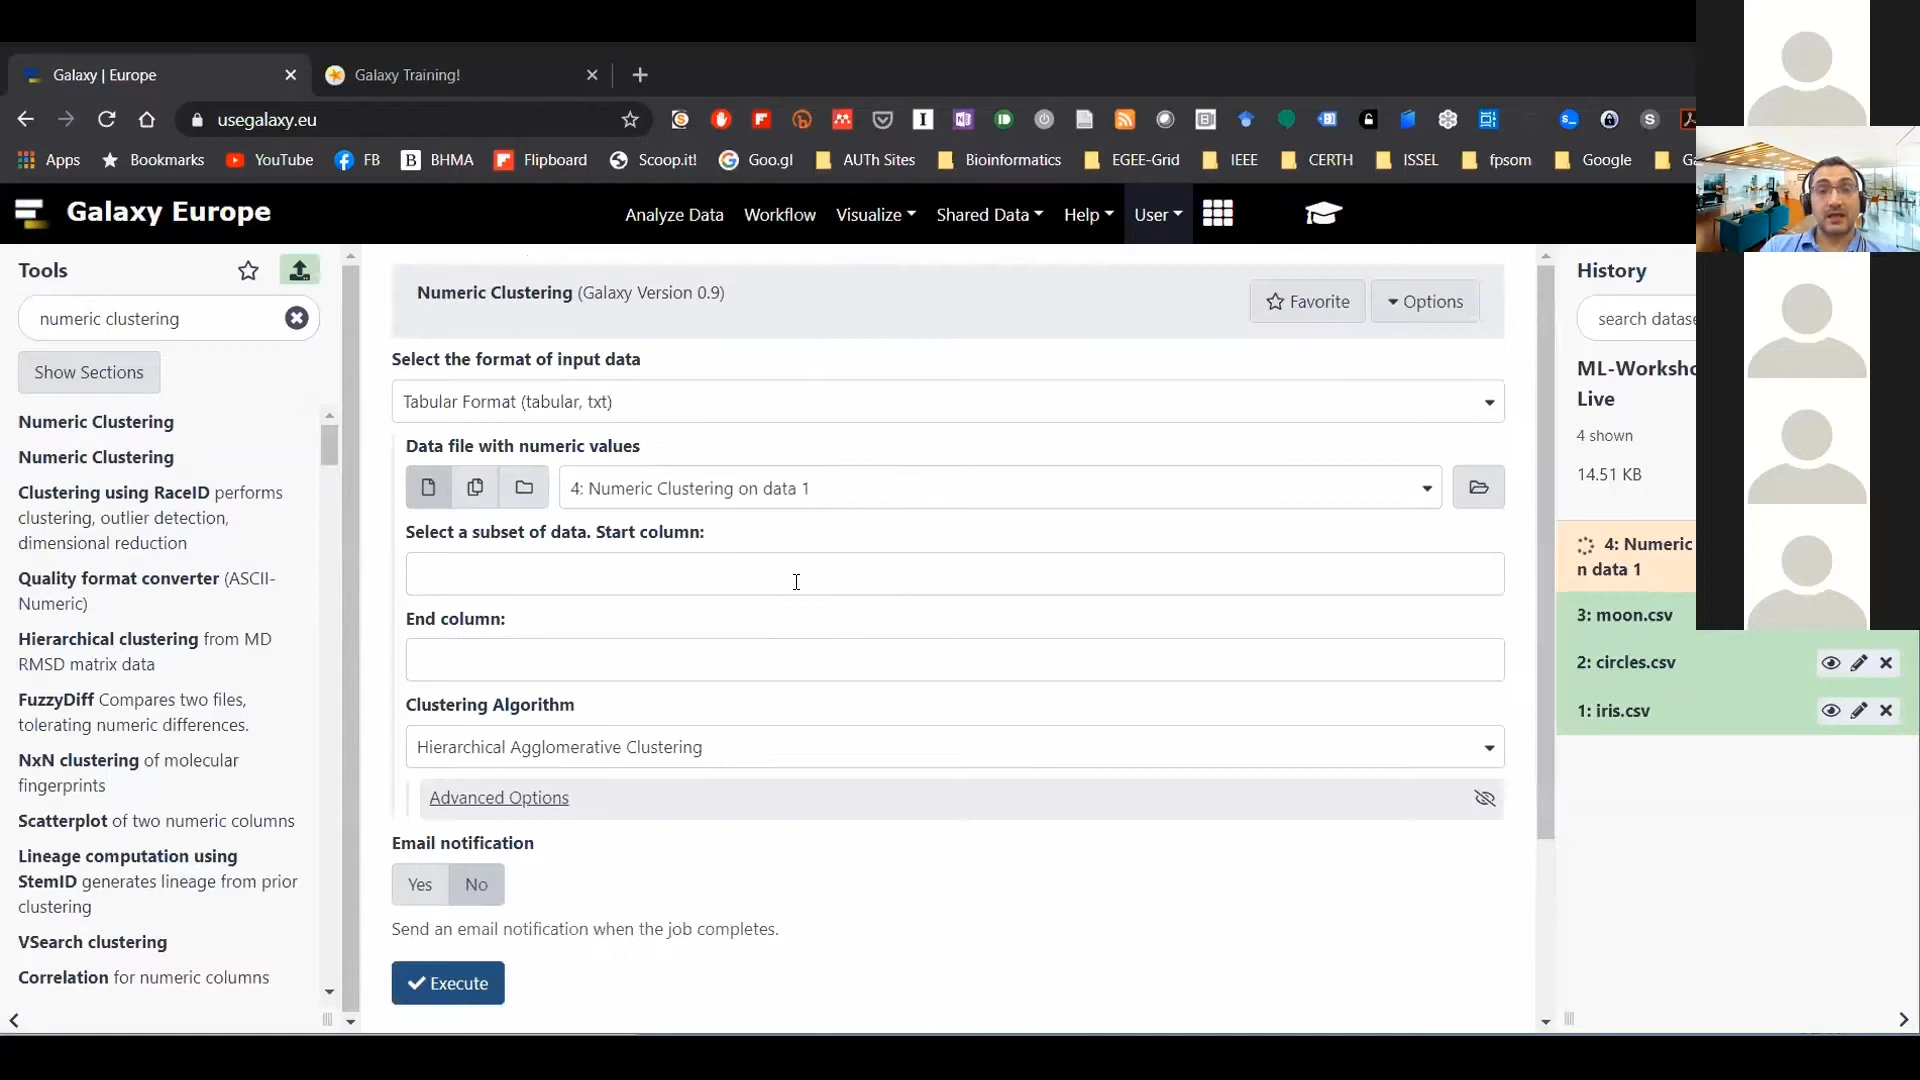 Galaxy | Europe
Galaxy Training!
usegalaxy.eu
Apps
Bookmarks
YouTube
FB
BHMA
Flipboard
Scoop.it!
Goo.gl
AUTh Sites
Bioinformatics
EGEE-Grid
IEEE
CERTH
ISSEL
fpsom
Google
Galaxy Europe
Analyze Data
Workflow
Visualize
Shared Data
Help
User
Tools
numeric clustering
Show Sections
Numeric Clustering
Numeric Clustering
Clustering using RaceID performs
clustering, outlier detection,
dimensional reduction
Quality format converter (ASCII-
Numeric)
Hierarchical clustering from MD
RMSD matrix data
FuzzyDiff Compares two files,
tolerating numeric differences.
NxN clustering of molecular
fingerprints
Scatterplot of two numeric columns
Lineage computation using
StemID generates lineage from prior
clustering
VSearch clustering
Correlation for numeric columns
Numeric Clustering (Galaxy Version 0.9)
Favorite
Options
Select the format of input data
Tabular Format (tabular, txt)
Data file with numeric values
4: Numeric Clustering on data 1
Select a subset of data. Start column:
End column:
Clustering Algorithm
Hierarchical Agglomerative Clustering
Advanced Options
Email notification
Yes
No
Send an email notification when the job completes.
Execute
History
search datase
ML-Worksho
Live
4 shown
14.51 KB
4: Numeric
n data 1
3: moon.csv
2: circles.csv
1: iris.csv